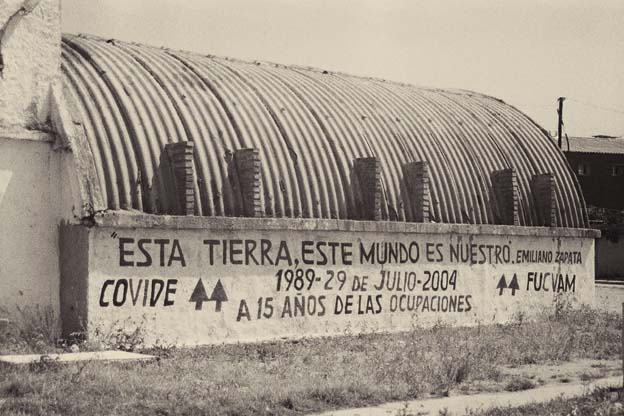 "ESTA TIERRA, ESTE MUNDO ES NUESTRO". EMILIANO ZAPATA
COVIDE 1989-29 DE JULIO-2004 FUCVAM
A 15 AÑOS DE LAS OCUPACIONES